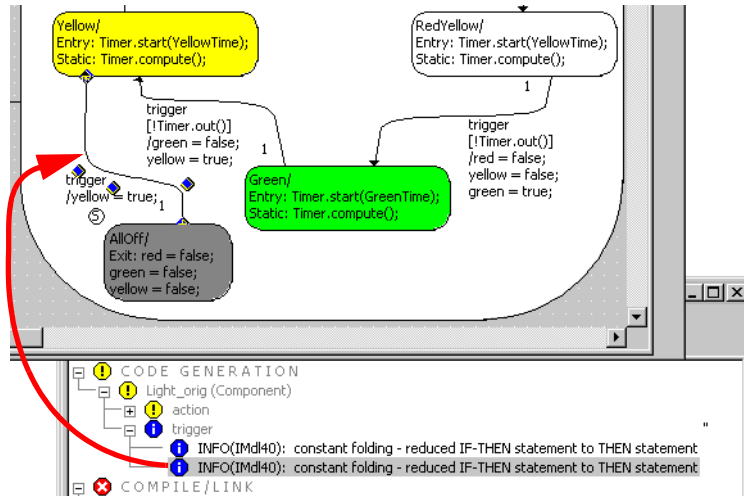 Yellow/
Entry: Timer.start(YellowTime);
Static: Timer.compute();
RedYellow/
Entry: Timer.start(YellowTime);
Static: Timer.compute();
1
trigger
[!Timer.out()]
/green = false;
yellow = true;
1
trigger
[!Timer.out()]
/red = false;
yellow = false;
green = true;
trigger
/yellow = true;
1
S
Green/
Entry: Timer.start(GreenTime);
Static: Timer.compute();
AllOff/
Exit: red = false;
green = false;
yellow = false;
CODE GENERATION
Light_orig (Component)
action
trigger
"
INFO(IMdl40): constant folding - reduced IF-THEN statement to THEN statement
INFO(IMdl40): constant folding - reduced IF-THEN statement to THEN statement
COMPILE/LINK